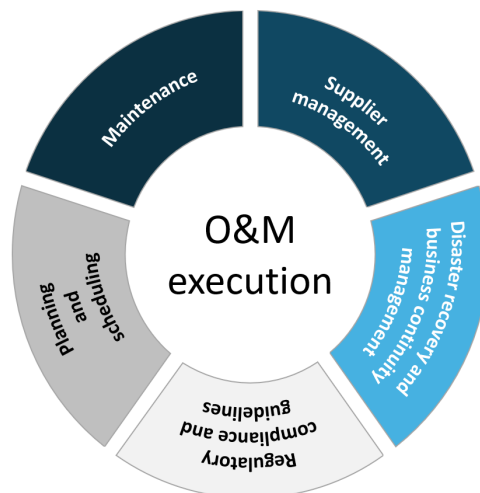 Maintenance
Supplier
management
Disaster recovery and
business continuity
management
Regulatory
compliance and
guidelines
Planning
and
scheduling
O&M
execution